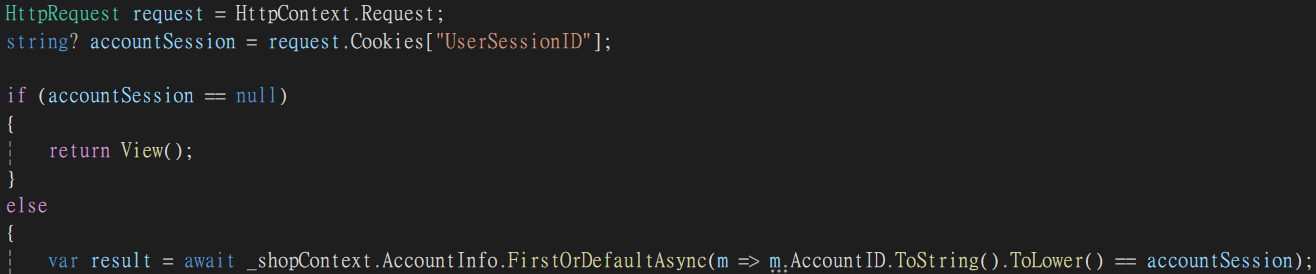 HttpRequest request = HttpContext.Request;
string? accountSession = request.Cookies["UserSessionID"];
if (accountSession == null)
{
return View();
}
else
{
var result = await _shopContext.AccountInfo.FirstOrDefaultAsync(m => m.AccountID.ToString().ToLower() == accountSession);